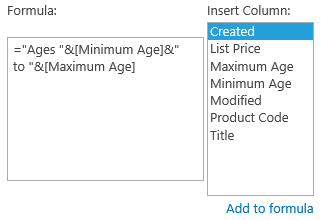 Formula:
="Ages "&[Minimum Age]&"
to "&[Maximum Age]
Insert Column:
Created
List Price
Maximum Age
Minimum Age
Modified
Product Code
Title
Add to formula